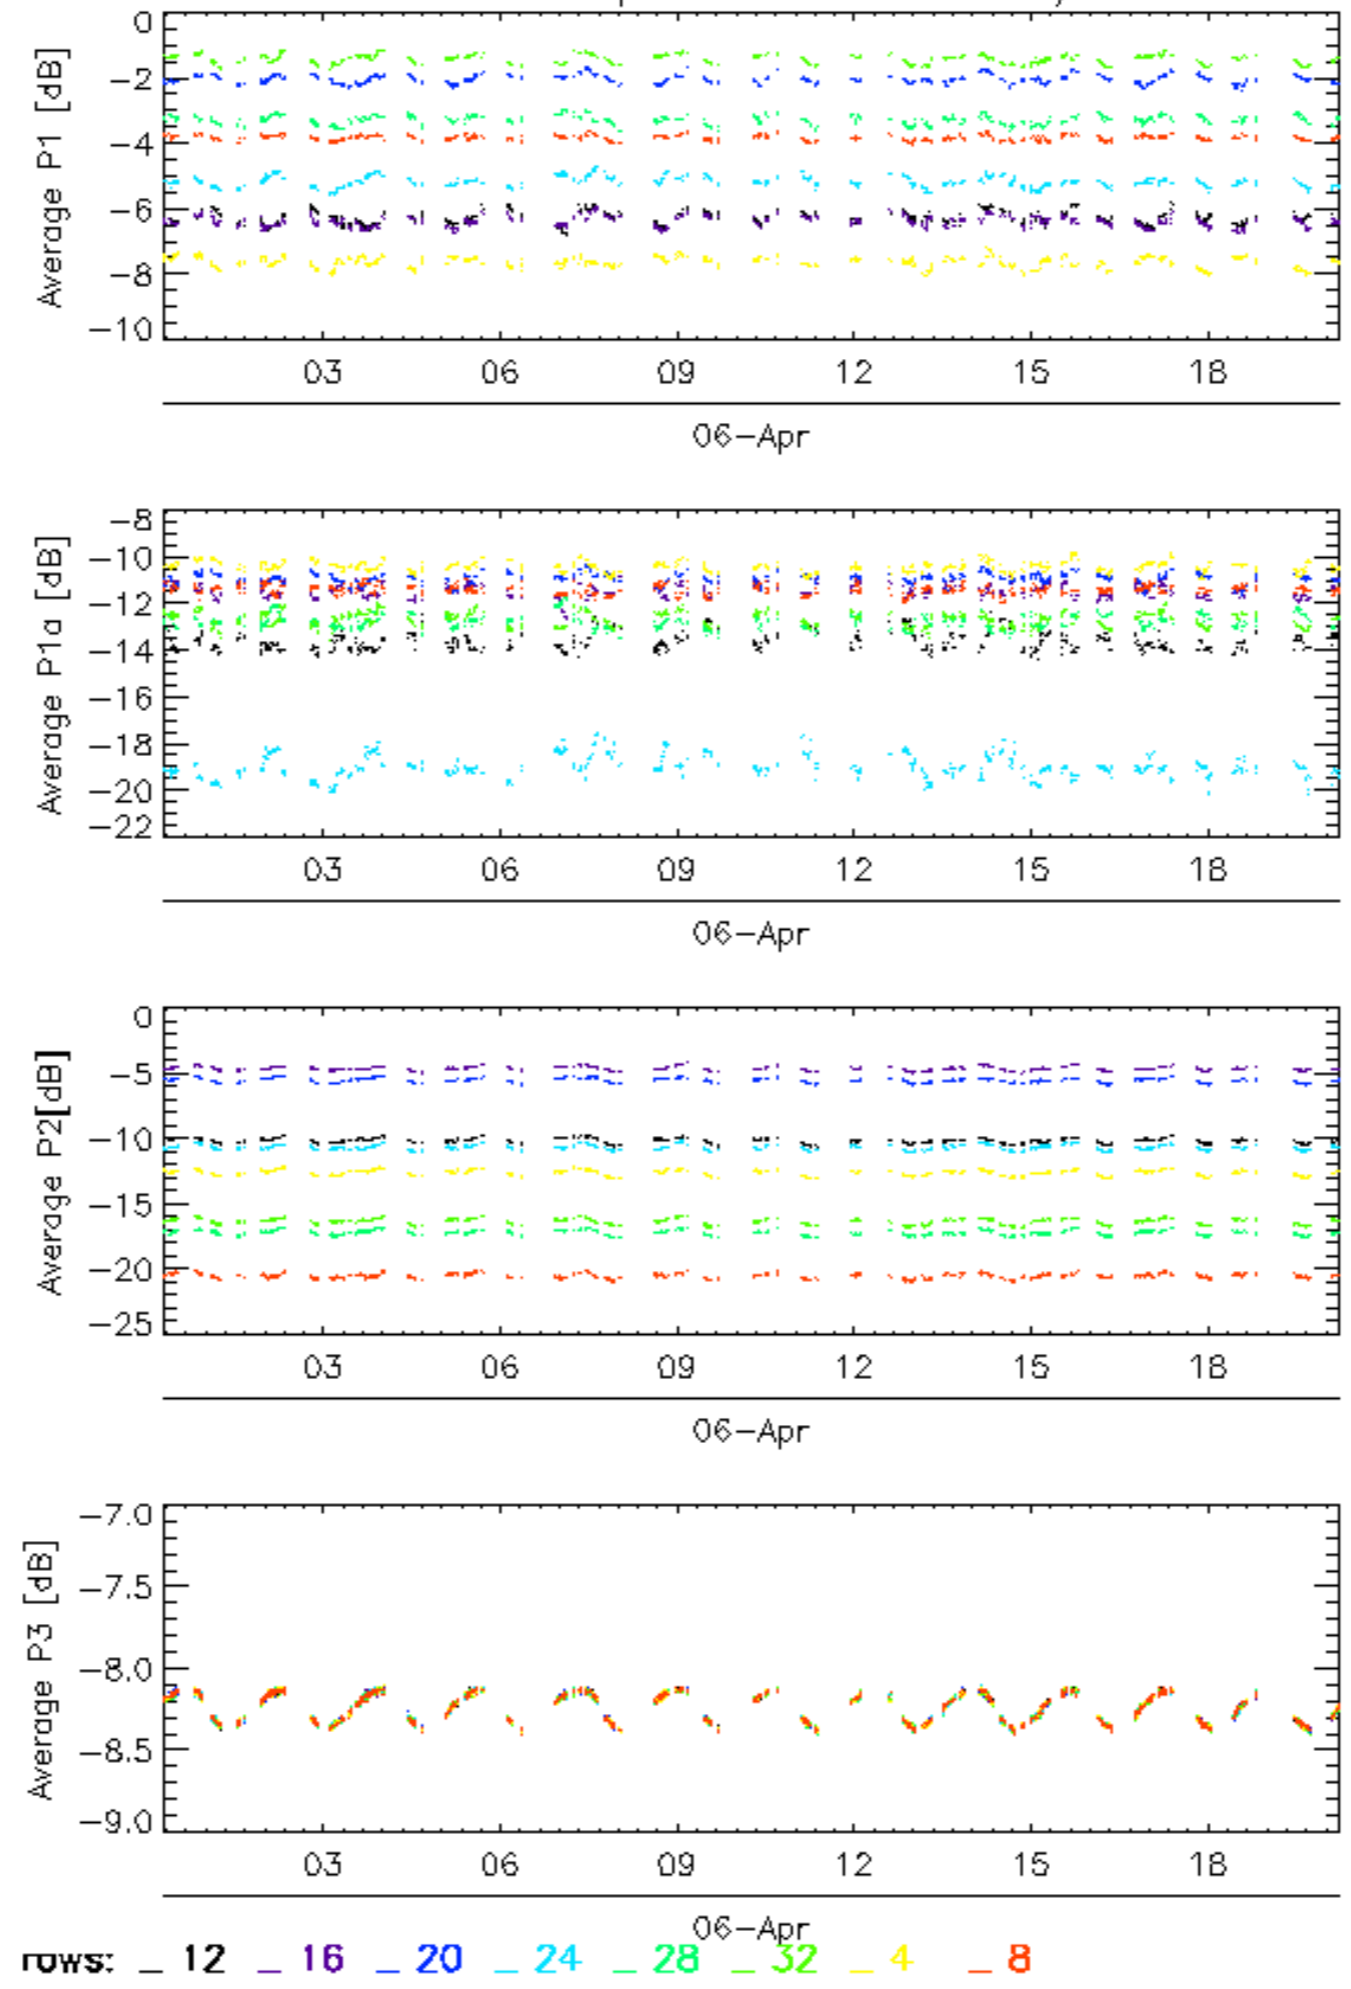 0
−2
−4
−6
−8
−10
Average P1 [dB]
03 06 09 12 15 18
06−Apr
−8
−10
−12
−14
−16
−18
−20
−22
Average P1a [dB]
03 06 09 12 15 18
06−Apr
0
−5
−10
−15
−20
−25
Average P2[dB]
03 06 09 12 15 18
06−Apr
−7.0
−7.5
−8.0
−8.5
−9.0
Average P3 [dB]
03 06 09 12 15 18
06−Apr
rows: _ 12 _ 16 _ 20 _ 24 _ 28 _ 32 _ 4 _ 8